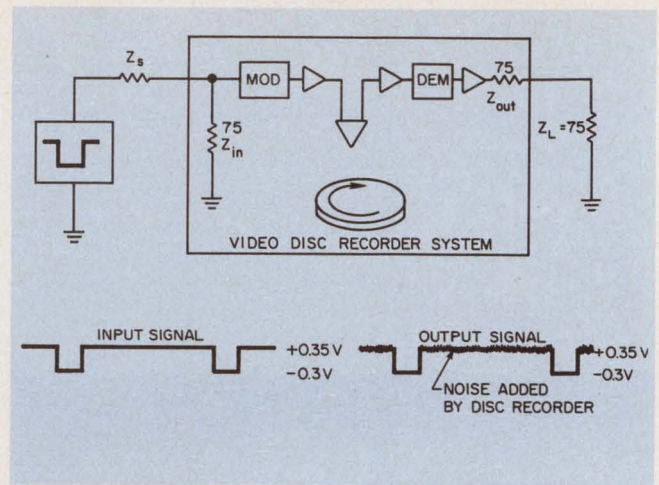 Zs
75
Zin
MOD
DEM
75
Zout
ZL = 75
VIDEO DISC RECORDER SYSTEM
INPUT SIGNAL
+0.35 V
-0.3V
OUTPUT SIGNAL
+0.35 V
-0.3V
NOISE ADDED
BY DISC RECORDER